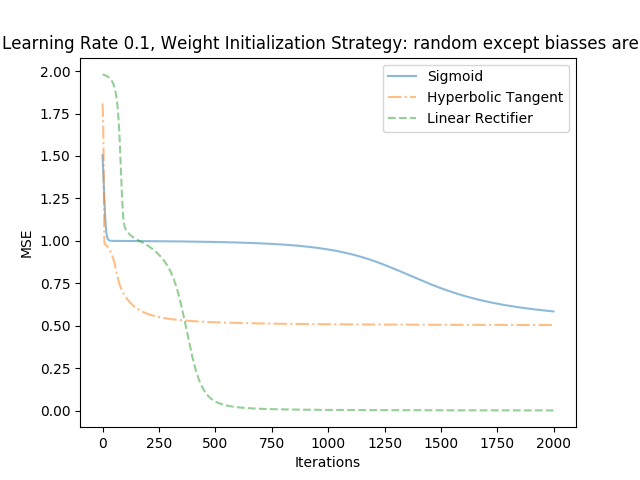 Learning Rate 0.1, Weight Initialization Strategy: random except biasses are
Sigmoid
Hyperbolic Tangent
Linear Rectifier
2.00
1.75
1.50
1.25
1.00
0.75
0.50
0.25
0.00
MSE
0 250 500 750 1000 1250 1500 1750 2000
Iterations